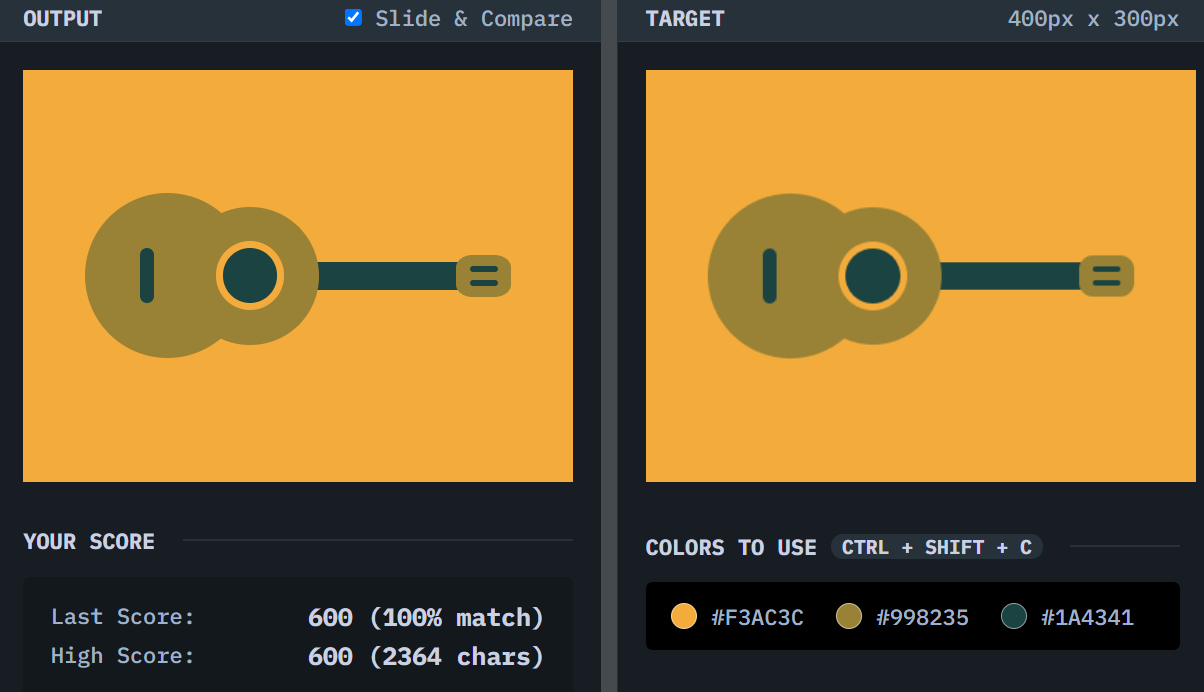 OUTPUT
Slide & Compare
TARGET
400px x 300px
YOUR SCORE
Last Score: 600 (100% match)
High Score: 600 (2364 chars)
COLORS TO USE CTRL + SHIFT + C
#F3AC3C #998235 #1A4341